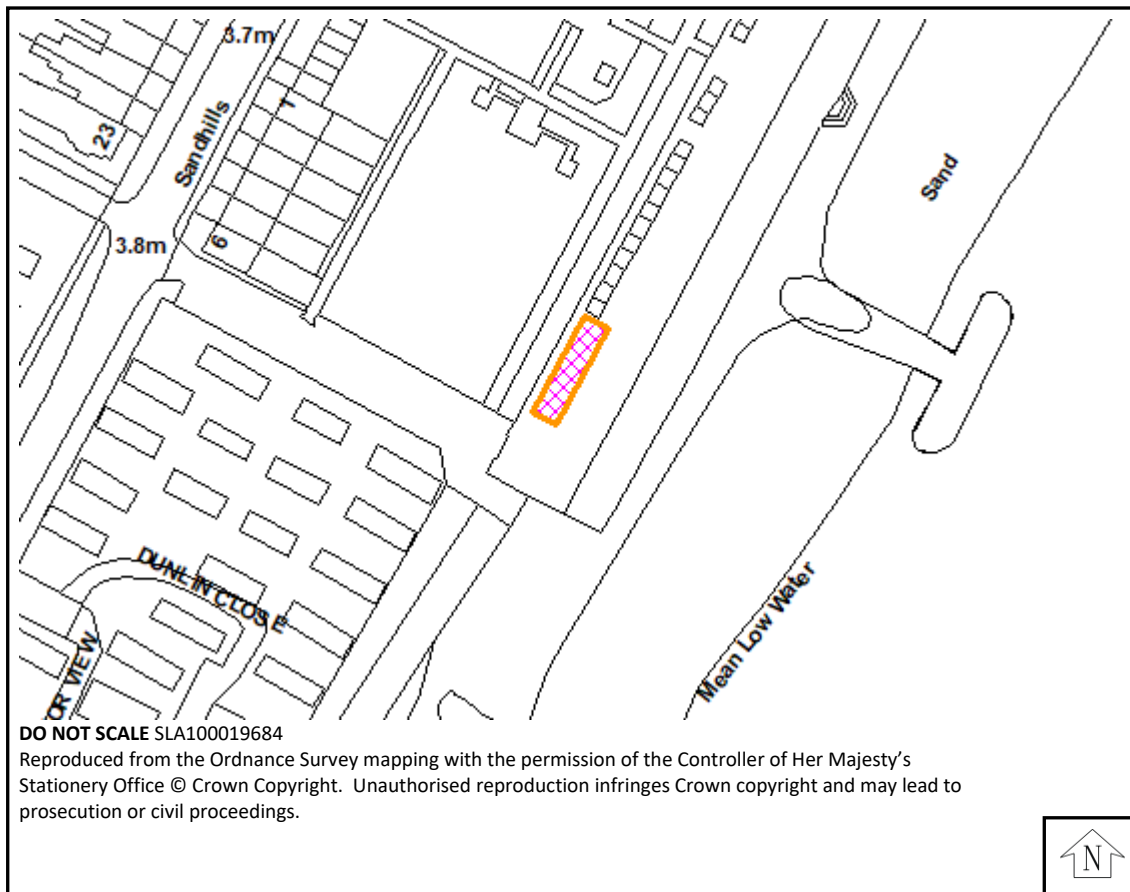 3.7m
Sandhills
23
1
6
3.8m
Sand
DUNLIN CLOSE
OR VIEW
Mean Low Water
DO NOT SCALE SLA100019684
Reproduced from the Ordnance Survey mapping with the permission of the Controller of Her Majesty's
Stationery Office © Crown Copyright.  Unauthorised reproduction infringes Crown copyright and may lead to
prosecution or civil proceedings.
N